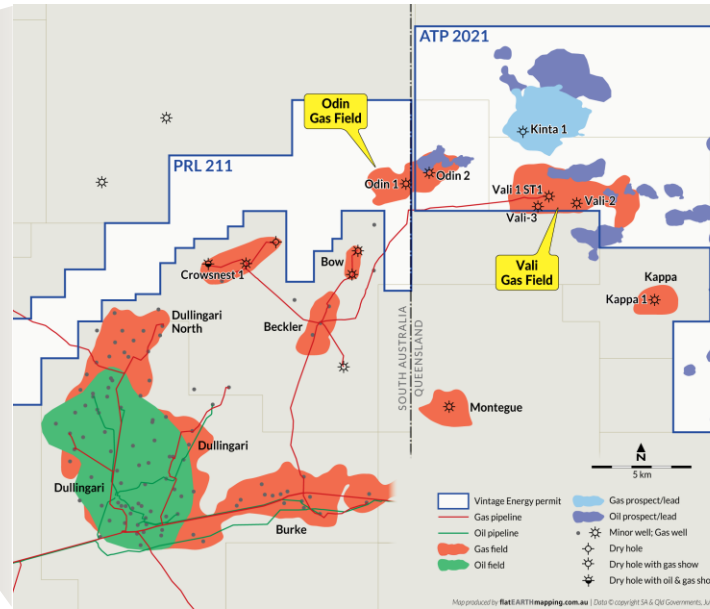 ATP 2021
Odin
Gas Field
Kinta 1
PRL 211
Odin 1
Odin 2
Vali 1 ST1
Vali-2
Vali-3
Crowsnest 1
Bow
Vali
Gas Field
Kappa
Kappa 1
Dullingari
North
Beckler
SOUTH AUSTRALIA
QUEENSLAND
Montegue
Dullingari
Dullingari
Burke
N
5 km
Vintage Energy permit
Gas pipeline
Oil pipeline
Gas field
Oil field
Gas prospect/lead
Oil prospect/lead
Minor well; Gas well
Dry hole
Dry hole with gas show
Dry hole with oil & gas sho
Map produced by flatEARTHmapping.com.au | Data © copyright SA & Qld Governments,